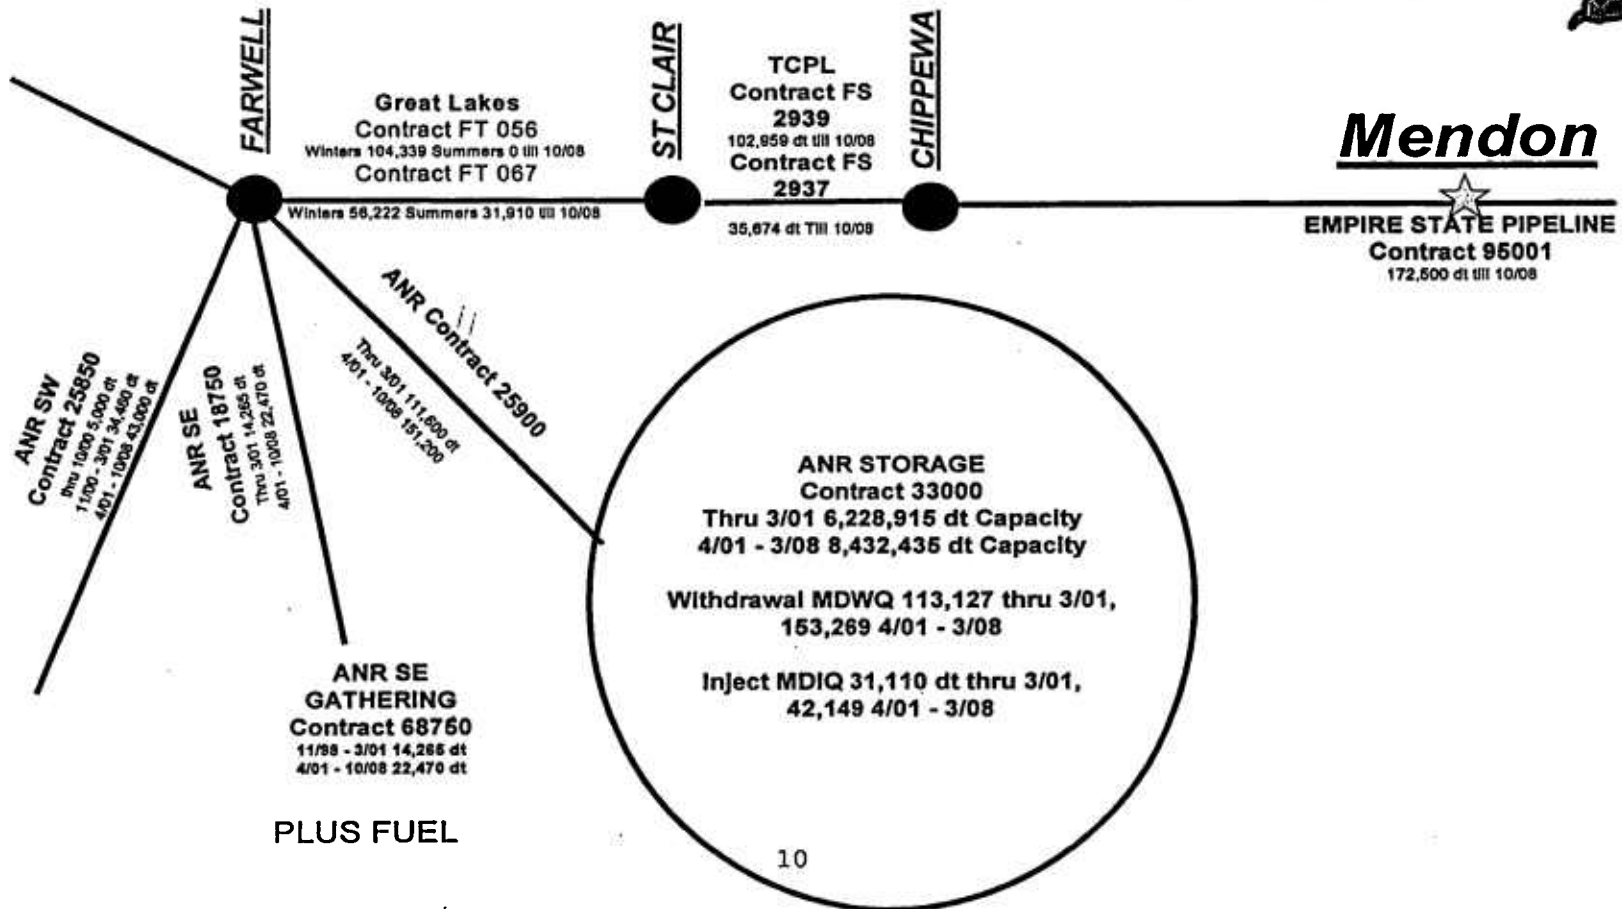 FARWELL
Great Lakes
Contract FT 056
Winters 104,339 Summers 0 till 10/08
Contract FT 067
Winters 56,222 Summers 31,910 till 10/08
ST CLAIR
TCPL
Contract FS
2939
102,959 dt till 10/08
Contract FS
2937
35,674 dt Till 10/08
CHIPPEWA
Mendon
EMPIRE STATE PIPELINE
Contract 95001
172,500 dt till 10/08
ANR SW
Contract 25850
thru 10/00 5,000 dt
11/00 - 3/01 34,460 dt
4/01 - 10/08 43,000 dt
ANR SE
Contract 18750
Thru 3/01 14,265 dt
4/01 - 10/08 22,470 dt
ANR Contract 25900
Thru 3/01 111,600 dt
4/01 - 10/08 151,200
ANR SE
GATHERING
Contract 68750
11/98 - 3/01 14,265 dt
4/01 - 10/08 22,470 dt
PLUS FUEL
ANR STORAGE
Contract 33000
Thru 3/01 6,228,915 dt Capacity
4/01 - 3/08 8,432,435 dt Capacity
Withdrawal MDWQ 113,127 thru 3/01,
153,269 4/01 - 3/08
Inject MDIQ 31,110 dt thru 3/01,
42,149 4/01 - 3/08
10